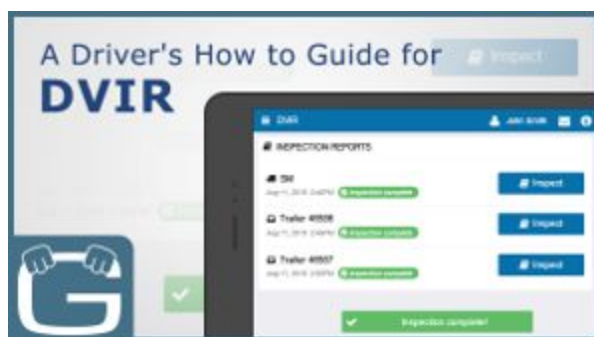 A Driver's How to Guide for
DVIR
Inspect
DVIR
INSPECTION REPORTS
Inspection complete
Inspect
Trailer
Inspection complete
Inspect
Trailer
Inspection complete
Inspect
Inspection complete!
G